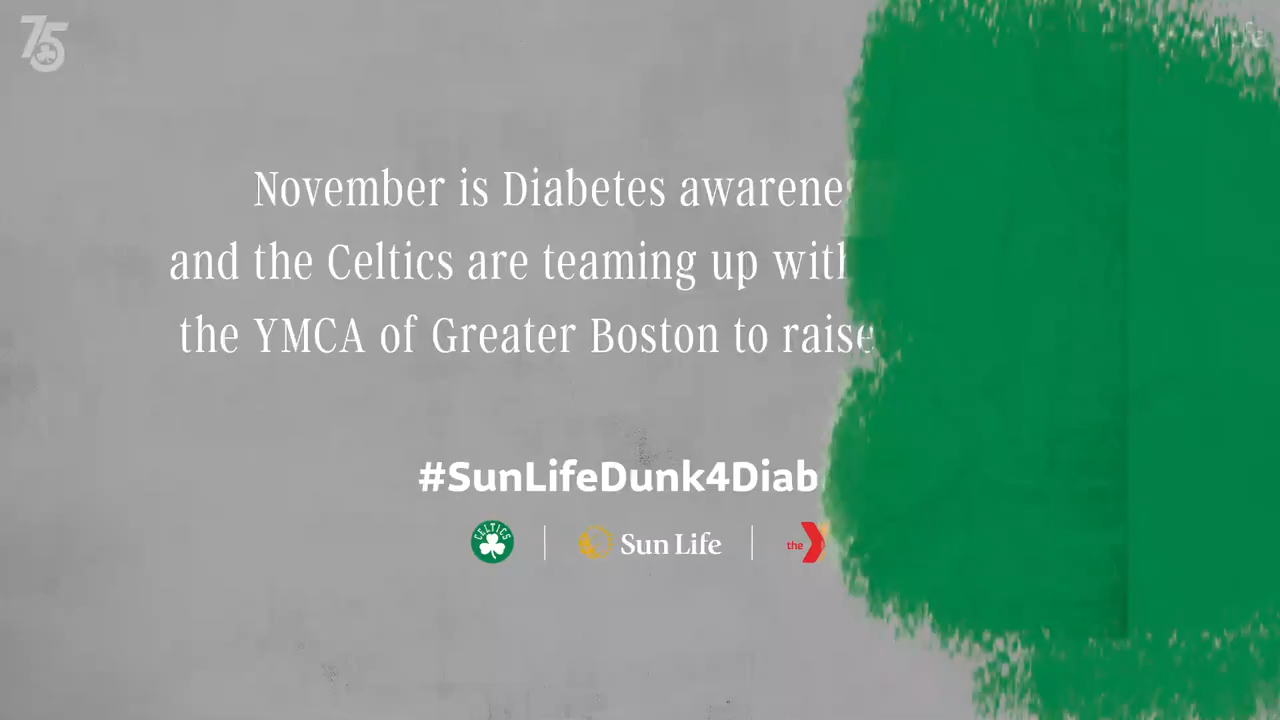 75
November is Diabetes awarene
and the Celtics are teaming up with
the YMCA of Greater Boston to raise
#SunLifeDunk4Diab
CELTICS
Sun Life
the